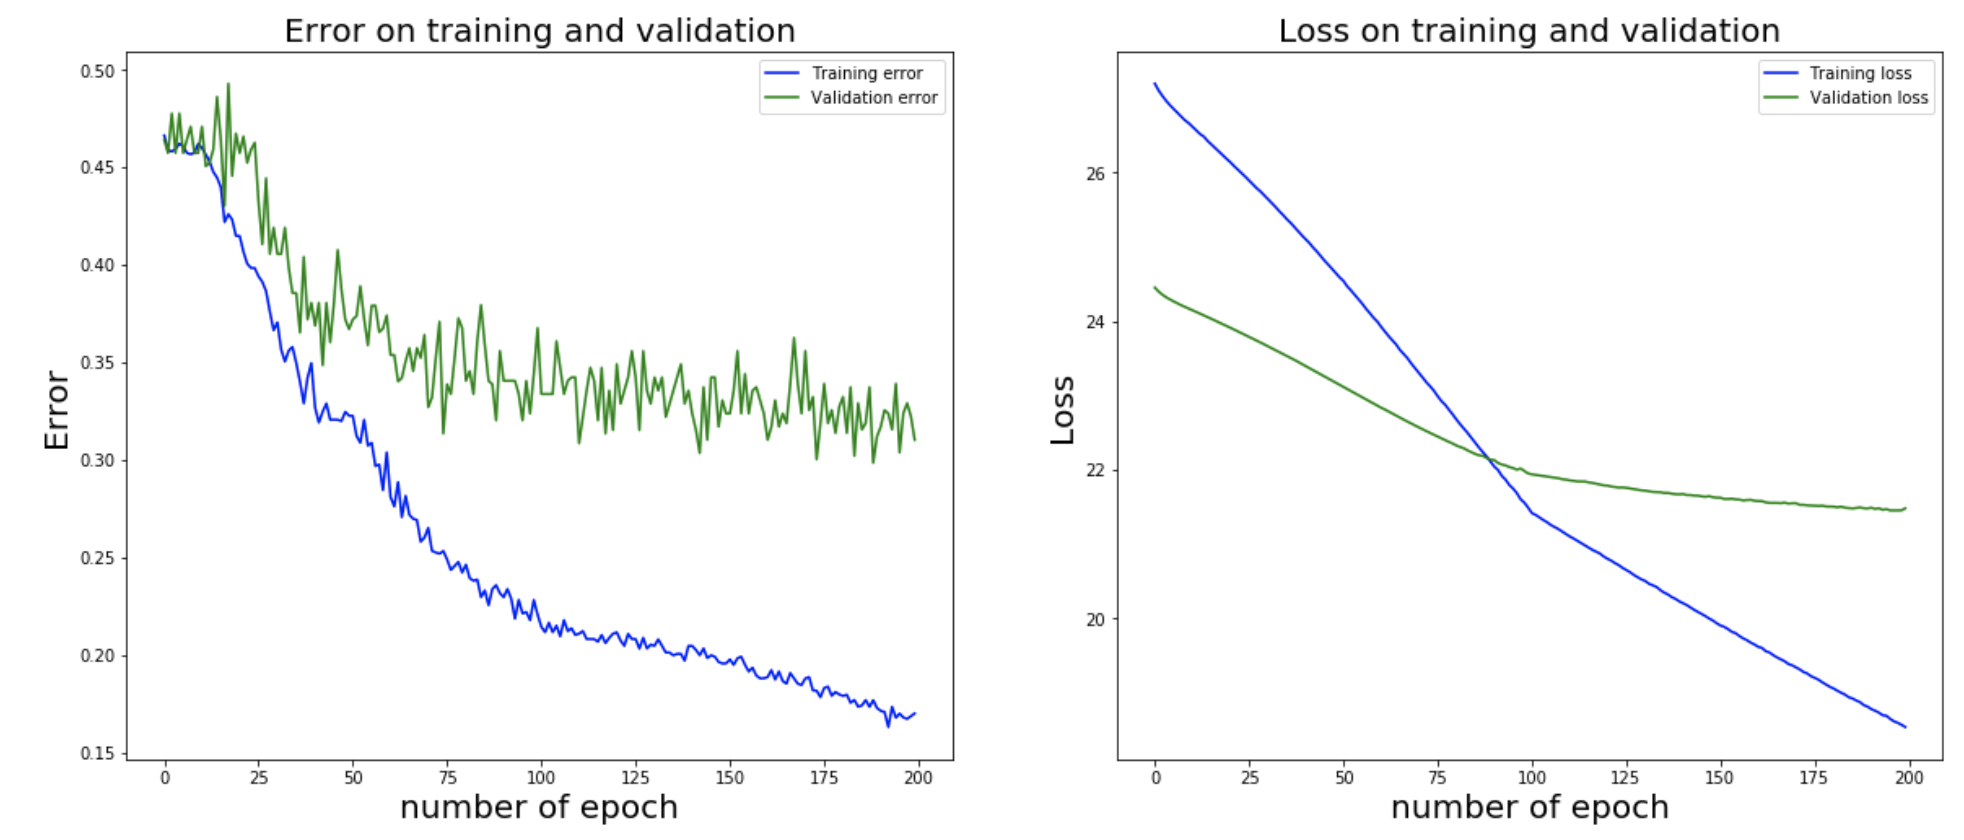 Error on training and validation
Training error
Validation error
0.50
0.45
0.40
0.35
0.30
0.25
0.20
0.15
Error
0 25 50 75 100 125 150 175 200
number of epoch
Loss on training and validation
Training loss
Validation loss
26
24
22
20
Loss
0 25 50 75 100 125 150 175 200
number of epoch